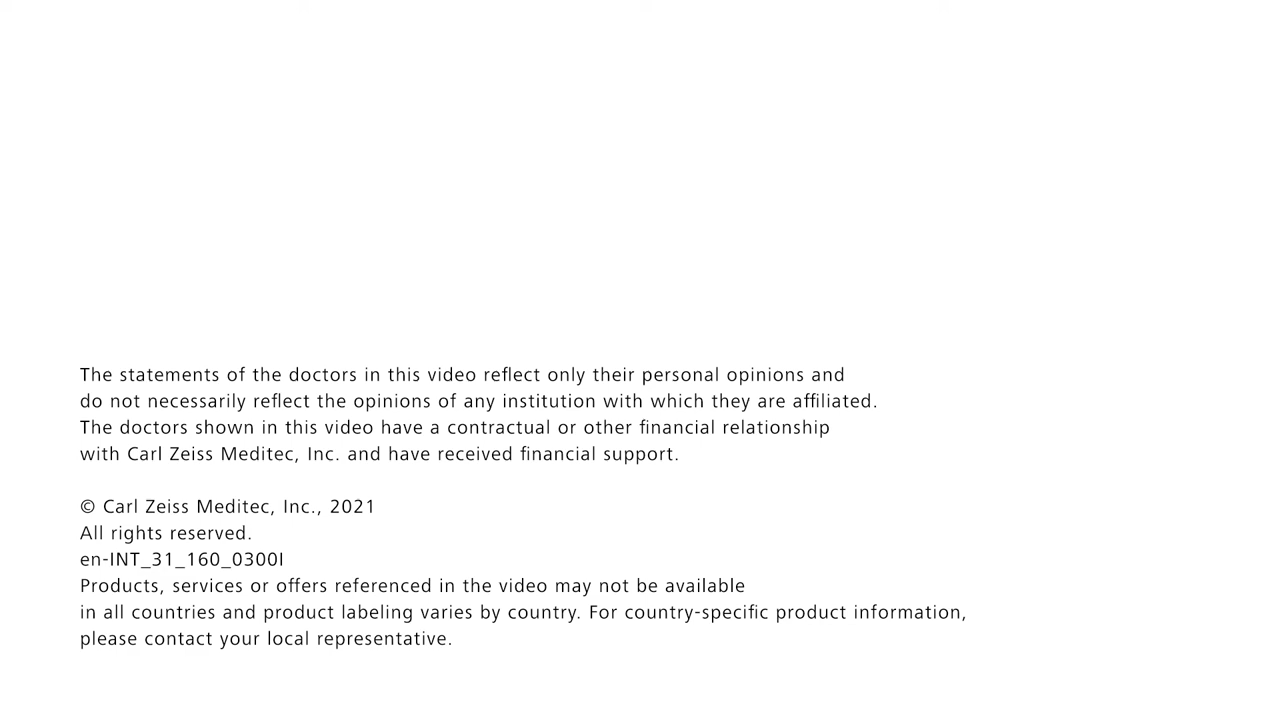 The statements of the doctors in this video reflect only their personal opinions and
do not necessarily reflect the opinions of any institution with which they are affiliated.
The doctors shown in this video have a contractual or other financial relationship
with Carl Zeiss Meditec, Inc. and have received financial support.
© Carl Zeiss Meditec, Inc., 2021
All rights reserved.
en-INT_31_160_0300I
Products, services or offers referenced in the video may not be available
in all countries and product labeling varies by country. For country-specific product information,
please contact your local representative.